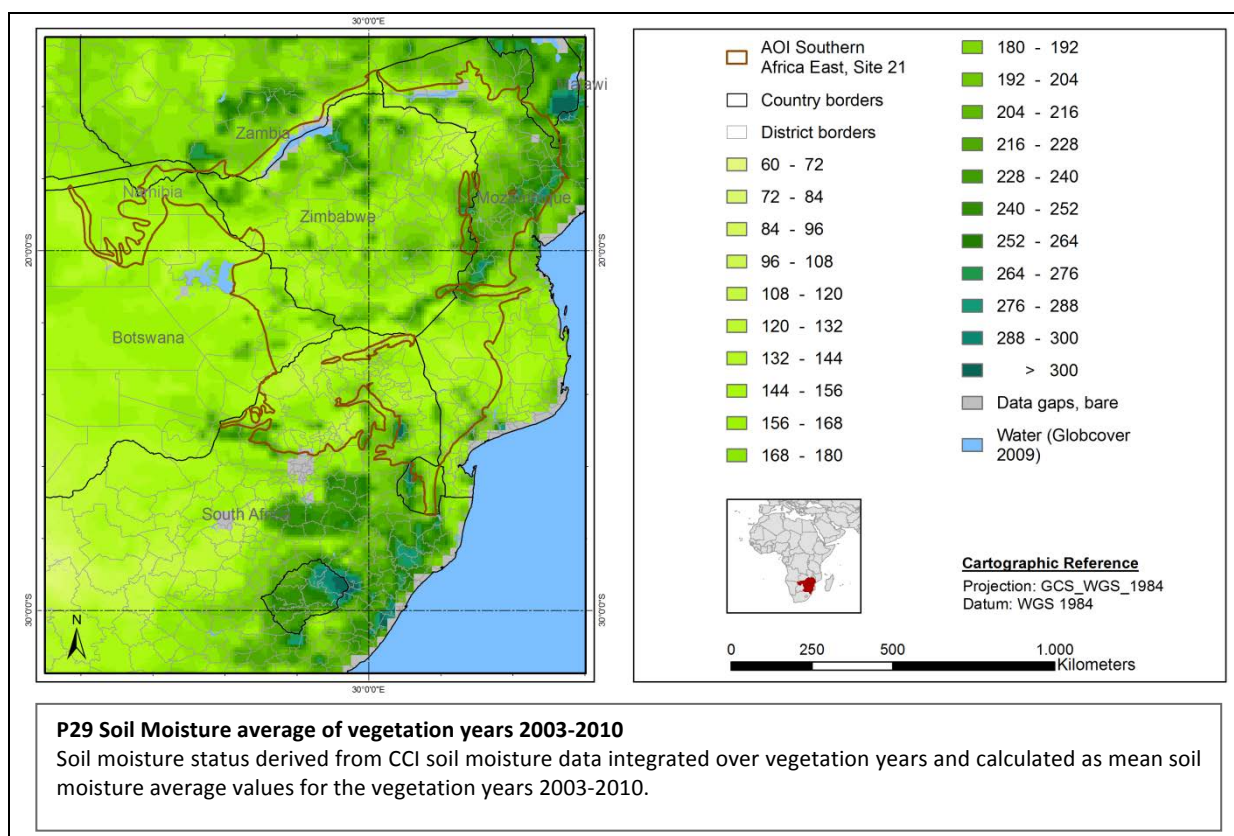 30°0'0"E
Malawi
Zambia
Namibia
Mozambique
Zimbabwe
20°0'0"S
20°0'0"S
Botswana
South Africa
30°0'0"S
30°0'0"S
N
30°0'0"E
AOI Southern
Africa East, Site 21
Country borders
District borders
60 - 72
72 - 84
84 - 96
96 - 108
108 - 120
120 - 132
132 - 144
144 - 156
156 - 168
168 - 180
180 - 192
192 - 204
204 - 216
216 - 228
228 - 240
240 - 252
252 - 264
264 - 276
276 - 288
288 - 300
> 300
Data gaps, bare
Water (Globcover
2009)
Cartographic Reference
Projection: GCS_WGS_1984
Datum: WGS 1984
0 250 500 1.000
Kilometers
P29 Soil Moisture average of vegetation years 2003-2010
Soil moisture status derived from CCI soil moisture data integrated over vegetation years and calculated as mean soil
moisture average values for the vegetation years 2003-2010.